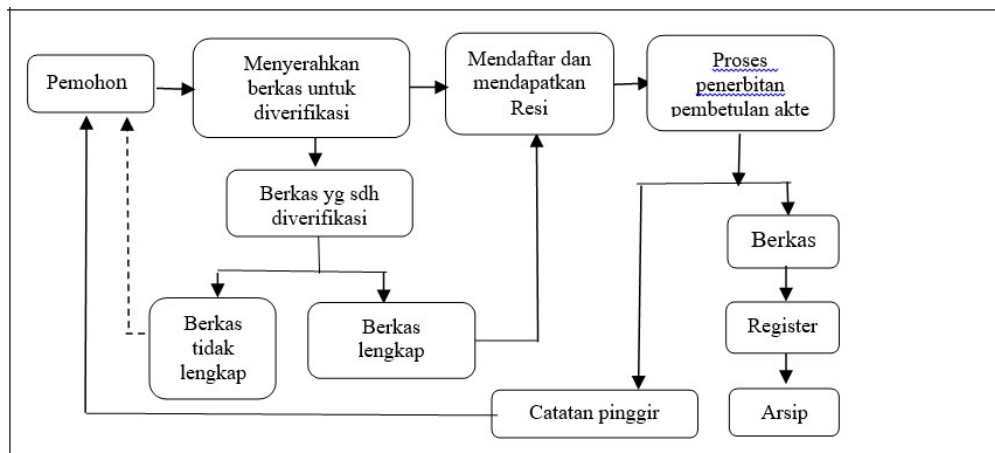 Pemohon
Menyerahkan
berkas untuk
diverifikasi
Mendaftar dan
mendapatkan
Resi
Proses
penerbitan
pembetulan akte
Berkas yg sdh
diverifikasi
Berkas
tidak
lengkap
Berkas
lengkap
Berkas
Register
Arsip
Catatan pinggir